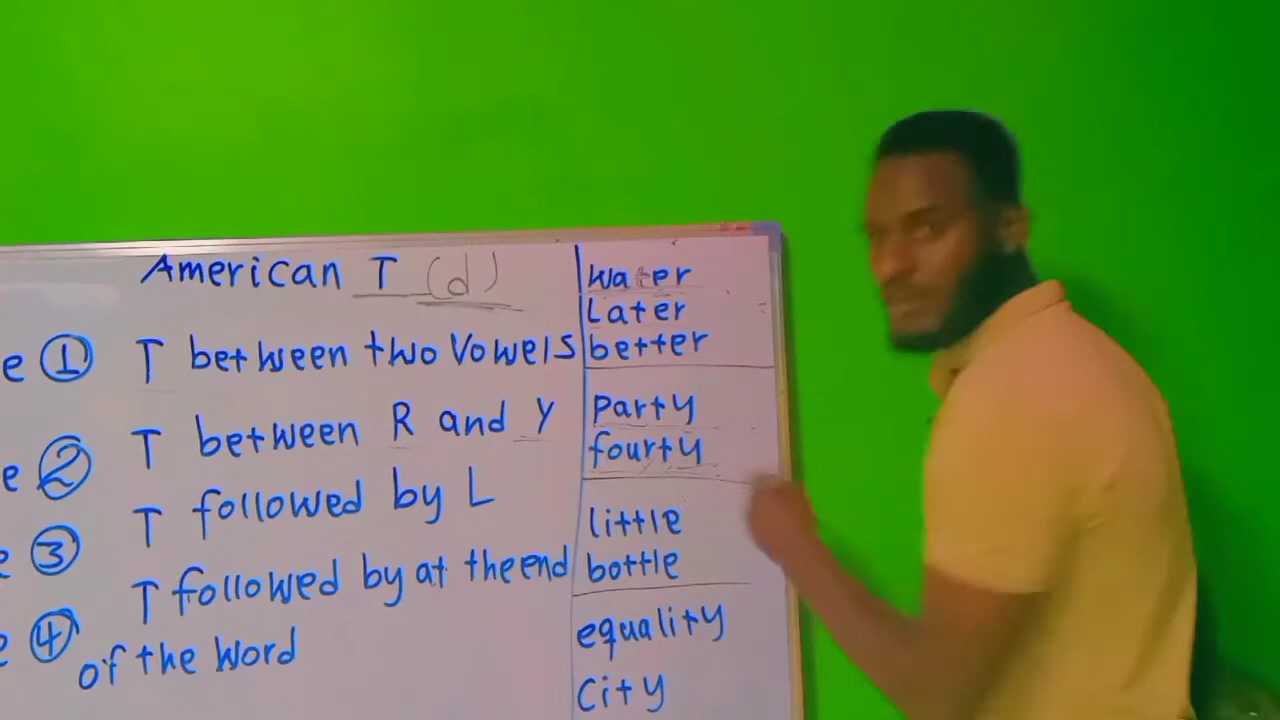 American T (d)
e 1 T between two Vowels
e 2 T between R and Y
e 3 T followed by L
e 4 T followed by at the end
of the Word
Water
Later
better
Party
fourty
little
bottle
equality
City